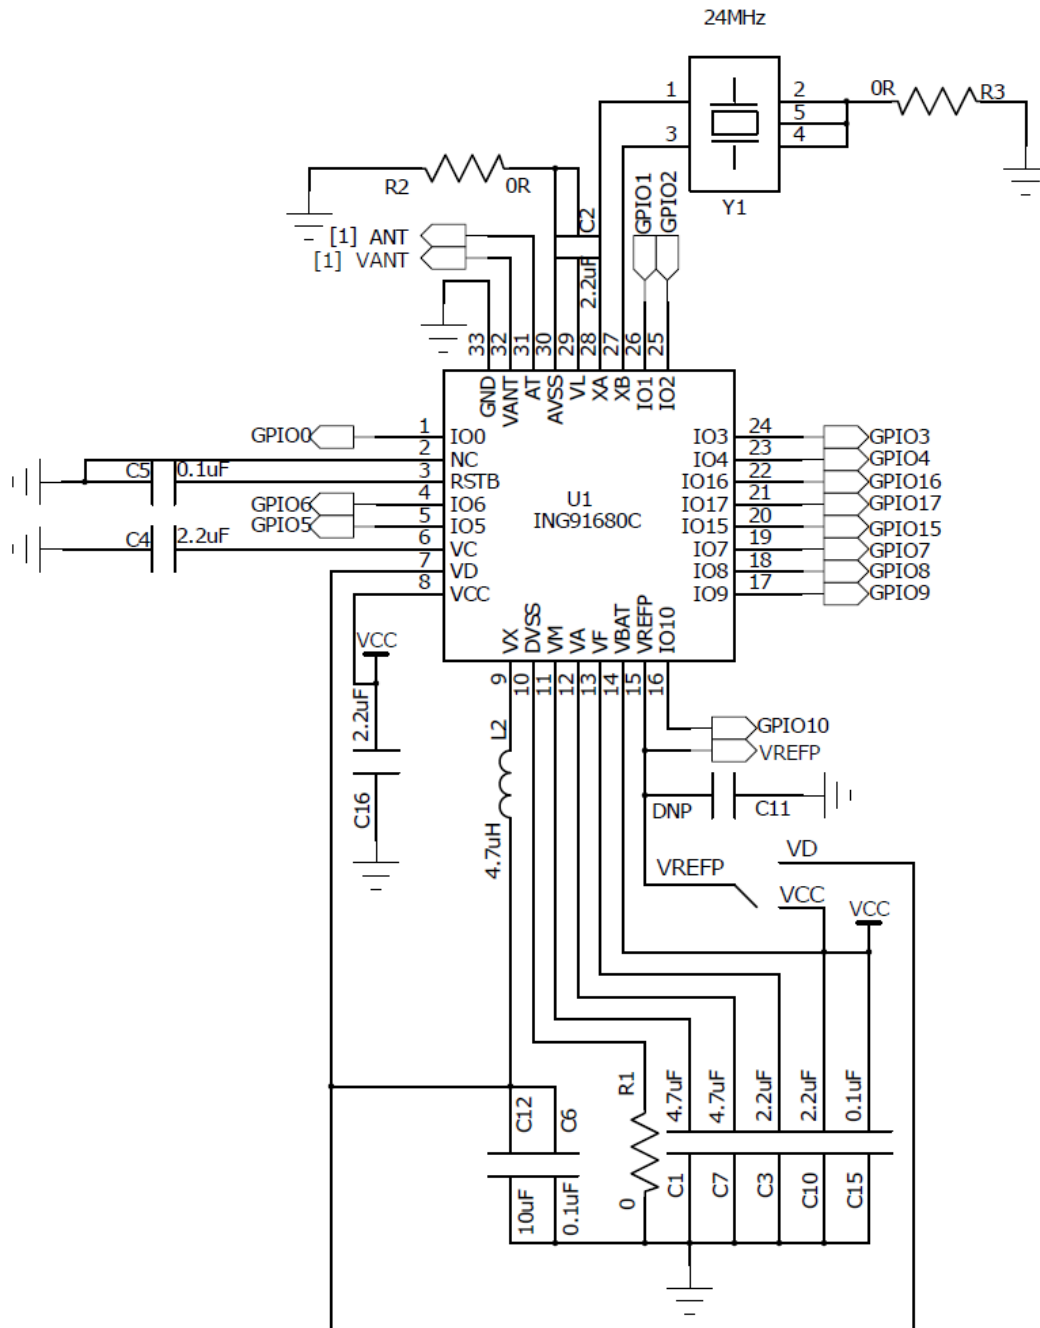 24MHz
1
2
0R
R3
5
3
4
Y1
R2
0R
GPIO1
GPIO2
C2
2.2uF
[1] ANT
[1] VANT
33
32
31
30
29
28
27
26
25
GND
VANT
AT
AVSS
VL
XA
XB
IO1
IO2
GPIO0
1
IO0
IO3
24
GPIO3
2
NC
IO4
23
GPIO4
C5
0.1uF
3
RSTB
IO16
22
GPIO16
GPIO6
4
IO6
U1
IO17
21
GPIO17
GPIO5
5
IO5
ING91680C
IO15
20
GPIO15
C4
2.2uF
6
VC
IO7
19
GPIO7
7
VD
IO8
18
GPIO8
8
VCC
IO9
17
GPIO9
VX
DVSS
VM
VA
VF
VBAT
VREFP
IO10
9
10
11
12
13
14
15
16
VCC
2.2uF
C16
L2
4.7uH
GPIO10
VREFP
DNP
C11
VREFP
VD
VCC
VCC
C12
C6
R1
4.7uF
4.7uF
2.2uF
2.2uF
0.1uF
10uF
0.1uF
0
C1
C7
C3
C10
C15